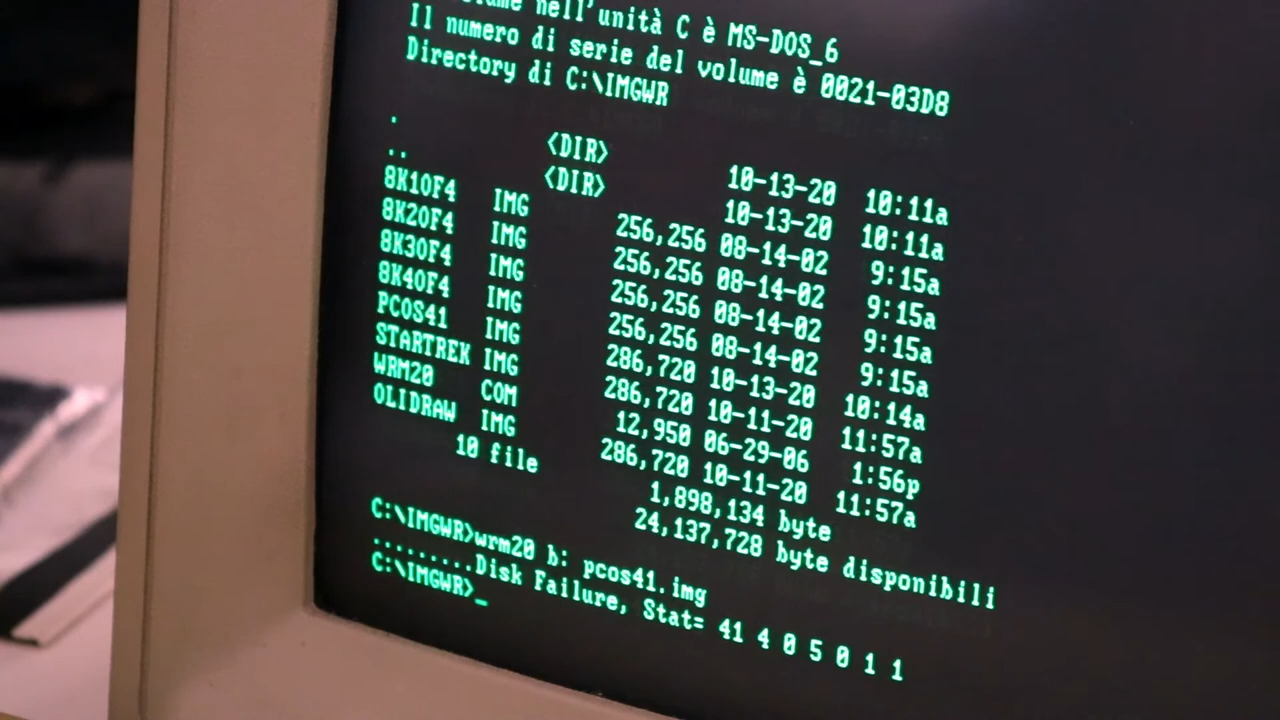 nell'unità C è MS-DOS_6
Il numero di serie del volume è 0021-03D8
Directory di C:\IMGWR
. <DIR> 10-13-20 10:11a
.. <DIR> 10-13-20 10:11a
8K10F4 IMG 256,256 08-14-02 9:15a
8K20F4 IMG 256,256 08-14-02 9:15a
8K30F4 IMG 256,256 08-14-02 9:15a
8K40F4 IMG 256,256 08-14-02 9:15a
PCOS41 IMG 286,720 10-13-20 10:14a
STARTREK IMG 286,720 10-11-20 11:57a
WRM20 COM 12,950 06-29-06 1:56p
OLIDRAW IMG 286,720 10-11-20 11:57a
10 file 1,898,134 byte
24,137,728 byte disponibili
C:\IMGWR>wrm20 b: pcos41.img
.........Disk Failure, Stat= 41 4 0 5 0 1 1
C:\IMGWR>_